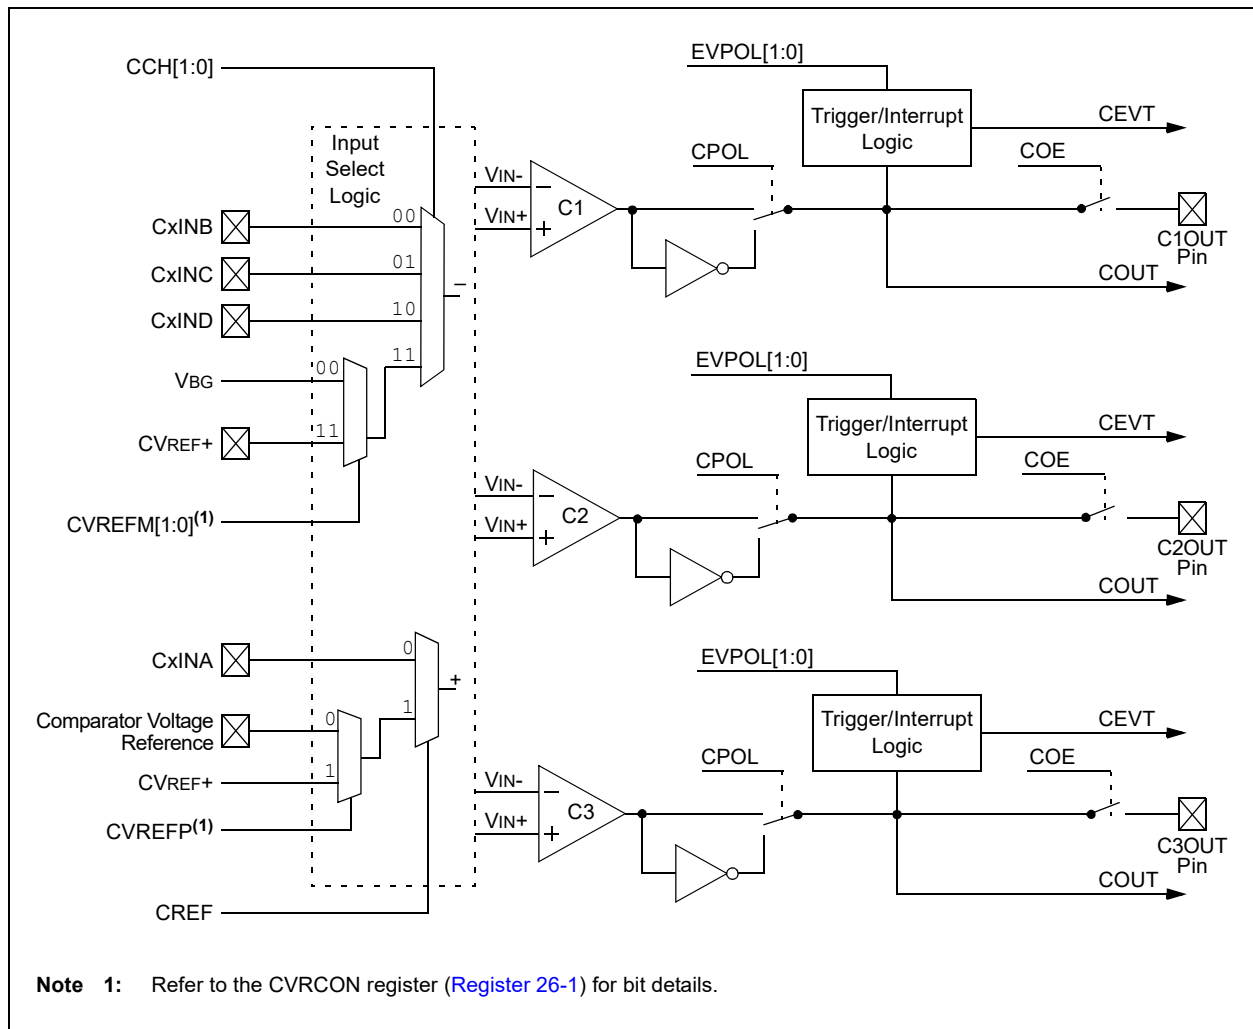 CCH[1:0]
Input
Select
Logic
CxINB
00
CxINC
01
CxIND
10
–
VBG
00
11
CVREF+
11
CVREFM[1:0](1)
CxINA
0
+
Comparator Voltage
Reference
0
1
CVREF+
1
CVREFP(1)
CREF
EVPOL[1:0]
Trigger/Interrupt
Logic
CEVT
CPOL
COE
VIN-
–
VIN+
+
C1
C1OUT
Pin
COUT
EVPOL[1:0]
Trigger/Interrupt
Logic
CEVT
CPOL
COE
VIN-
–
VIN+
+
C2
C2OUT
Pin
COUT
EVPOL[1:0]
Trigger/Interrupt
Logic
CEVT
CPOL
COE
VIN-
–
VIN+
+
C3
C3OUT
Pin
COUT
Note 1: Refer to the CVRCON register (Register 26-1) for bit details.